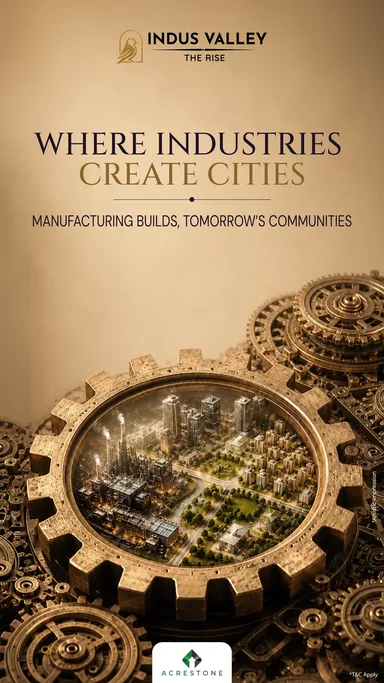 INDUS VALLEY
THE RISE
WHERE INDUSTRIES
CREATE CITIES
MANUFACTURING BUILDS, TOMORROW'S COMMUNITIES
ACRESTONE
*T&C Apply